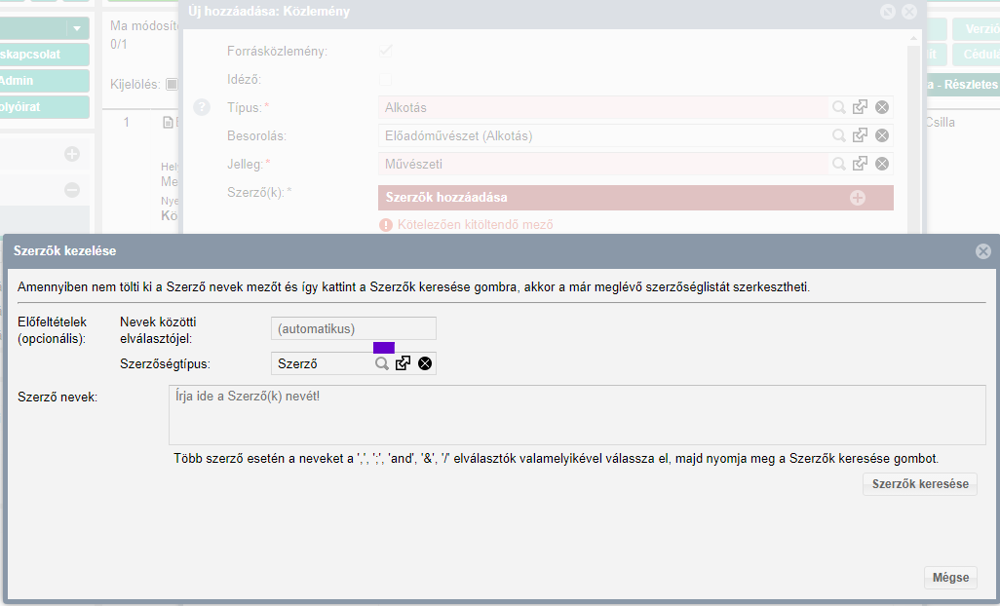 Új hozzáadása: Közlemény
Ma módosít
0/1
skapcsolat
Admin
olyóirat
Kijelölés:
1
Forrásközlemény:
Idéző:
Típus:*
Alkotás
Besorolás:
Előadóművészet (Alkotás)
Jelleg:*
Művészeti
Szerző(k):*
Szerzők hozzáadása
Kötelezően kitöltendő mező
Verzió
Cédula
a - Részletes
Csilla
Hel
Me
Nye
Kö
Szerzők kezelése
Amennyiben nem tölti ki a Szerző nevek mezőt és így kattint a Szerzők keresése gombra, akkor a már meglévő szerzőséglistát szerkesztheti.
Előfeltételek
(opcionális):
Nevek közötti
elválasztójel:
(automatikus)
Szerzőségtípus:
Szerző
Szerző nevek:
Írja ide a Szerző(k) nevét!
Több szerző esetén a neveket a ',', ';', 'and', '&', '/' elválasztók valamelyikével válassza el, majd nyomja meg a Szerzők keresése gombot.
Szerzők keresése
Mégse